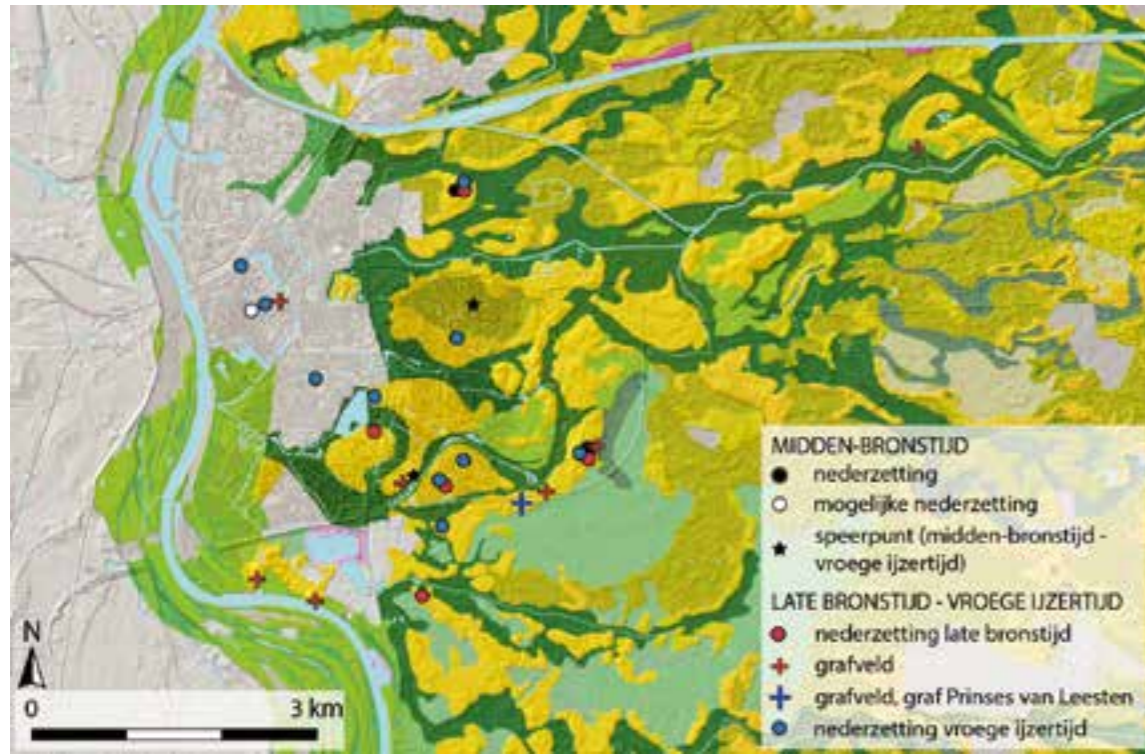 MIDDEN-BRONSTIJD
nederzetting
mogelijke nederzetting
speerpunt (midden-bronstijd -
vroege ijzertijd)
LATE BRONSTIJD - VROEGE IJZERTIJD
nederzetting late bronstijd
grafveld
grafveld, graf Prinses van Leesten
nederzetting vroege ijzertijd
N
0 3 km